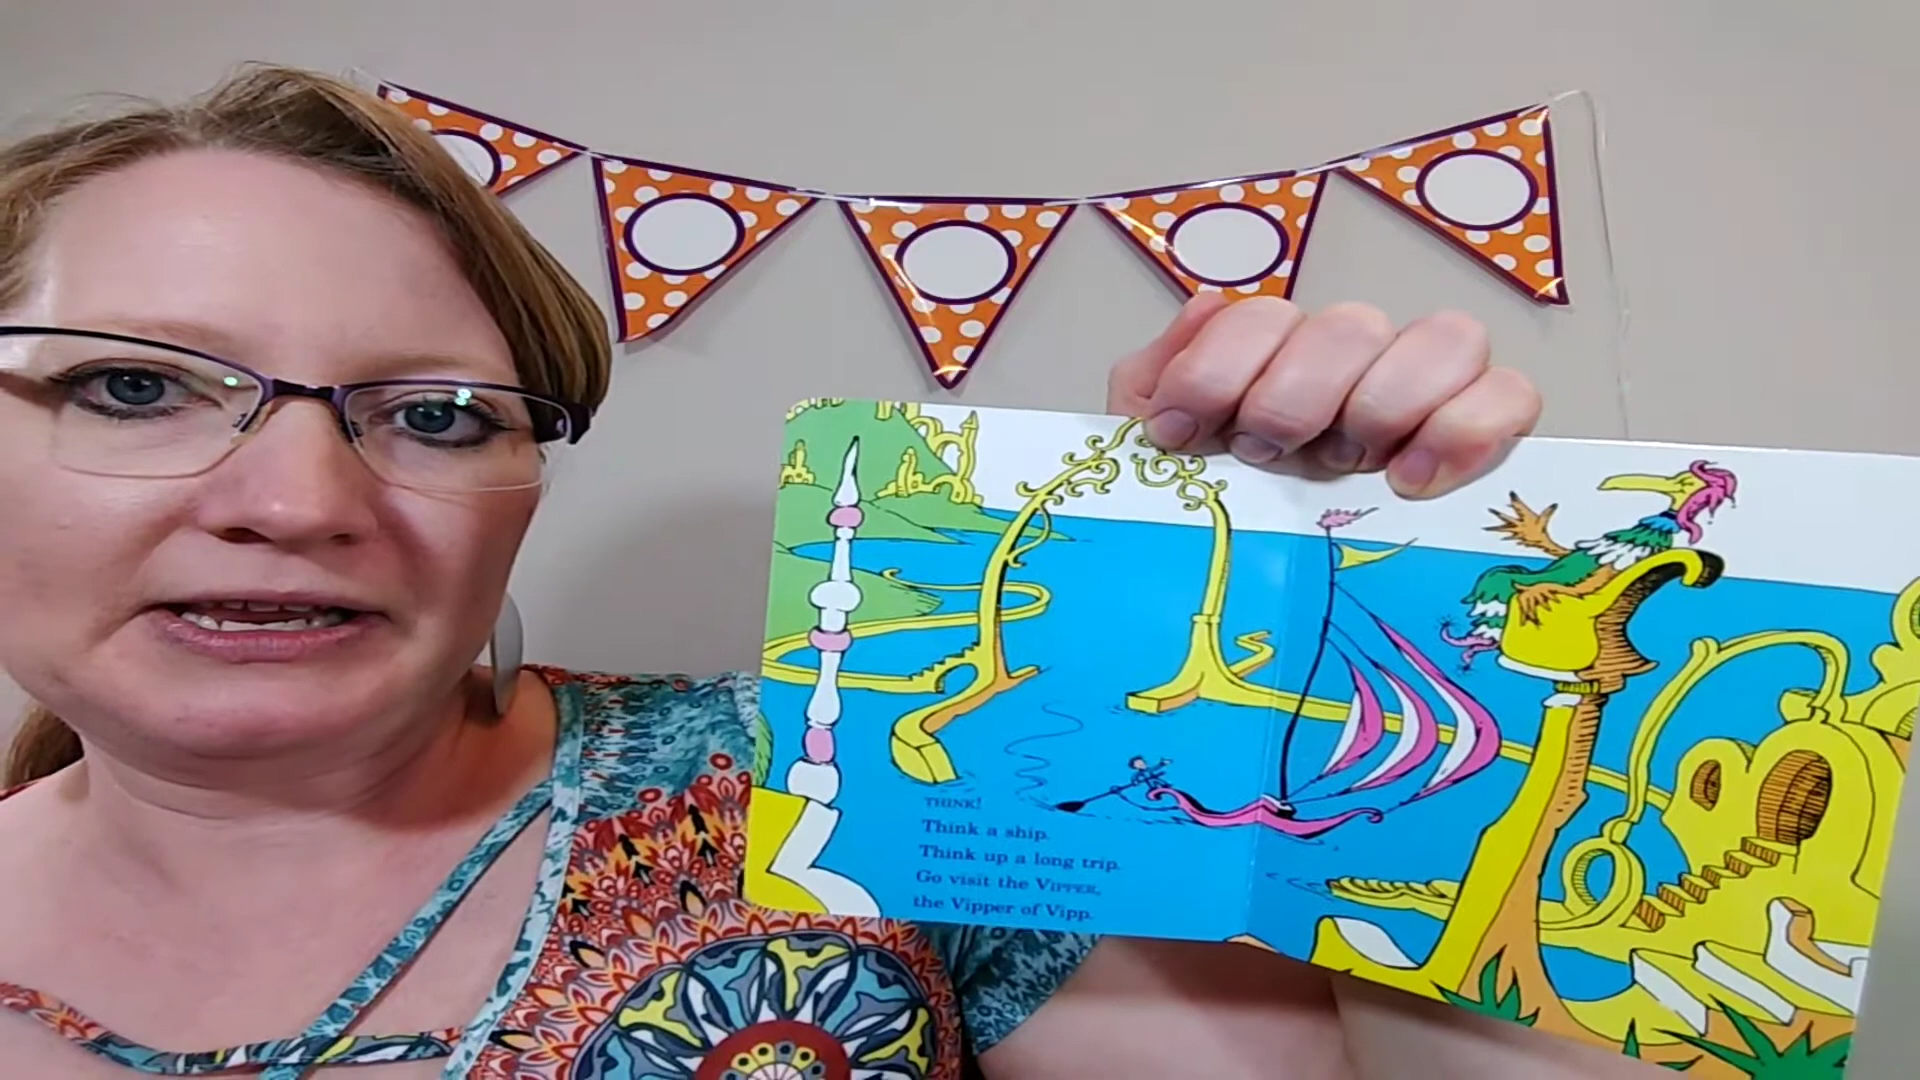 THINK!
Think a ship.
Think up a long trip.
Go visit the VIPPER,
the Vipper of Vipp.